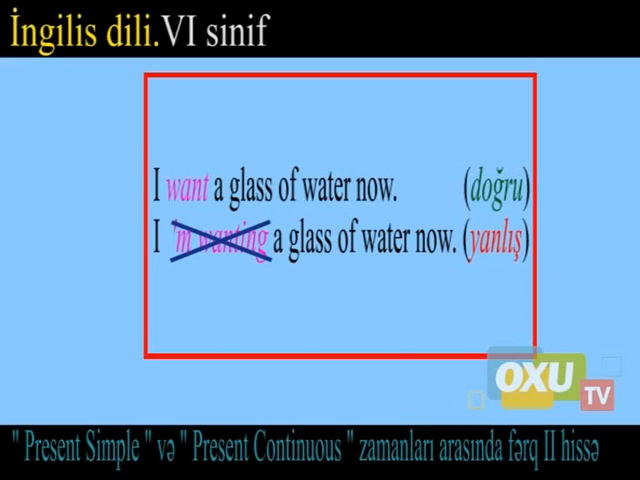 İngilis dili.VI sinif
I want a glass of water now. (doğru)
I 'm wanting a glass of water now. (yanlış)
OXU TV
" Present Simple " və " Present Continuous " zamanları arasında fərq II hissə